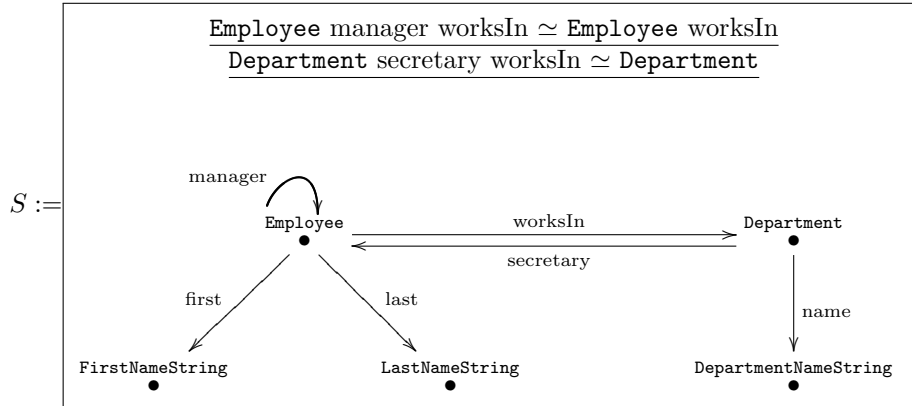 Employee manager worksIn ≃ Employee worksIn
Department secretary worksIn ≃ Department
S :=
manager
Employee
worksIn
Department
secretary
first
last
name
FirstNameString
LastNameString
DepartmentNameString